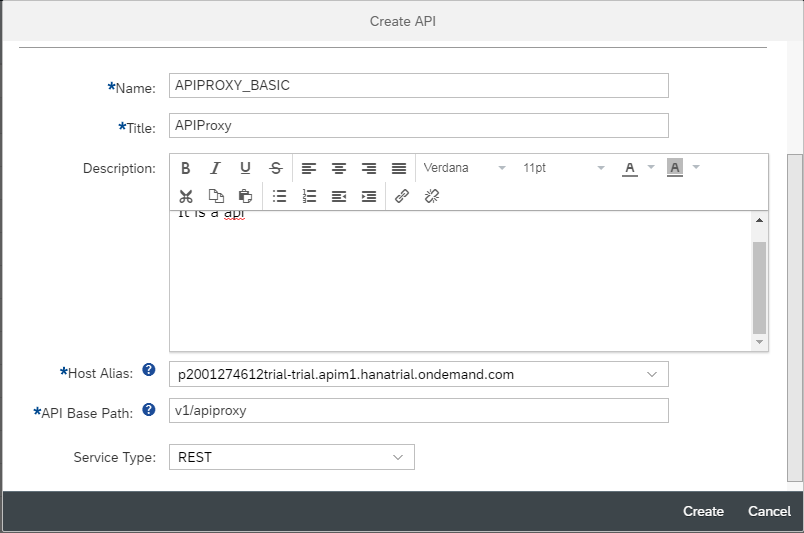 Create API
*Name: APIPROXY_BASIC
*Title: APIProxy
Description: B I U S Verdana 11pt A A
It is a api
*Host Alias: ? p2001274612trial-trial.apim1.hanatrial.ondemand.com
*API Base Path: ? v1/apiproxy
Service Type: REST
Create Cancel